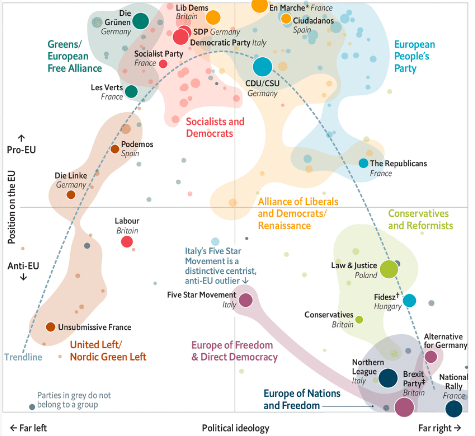 Die
Grünen
Germany
Lib Dems
Britain
En Marche* France
Ciudadanos
Spain
SDP Germany
Democratic Party Italy
Greens/
European
Free Alliance
Socialist Party
France
European
People's
Party
CDU/CSU
Germany
Les Verts
France
Socialists and
Democrats
Pro-EU
Podemos
Spain
The Republicans
France
Die Linke
Germany
Position on the EU
Alliance of Liberals
and Democrats/
Renaissance
Conservatives
and Reformists
Labour
Britain
Anti-EU
Italy's Five Star
Movement is a
distinctive centrist,
anti-EU outlier
Law & Justice
Poland
Five Star Movement
Italy
Fidesz†
Hungary
Conservatives
Britain
Unsubmissive France
Trendline
United Left/
Nordic Green Left
Europe of Freedom
& Direct Democracy
Alternative
for Germany
Northern
League
Italy
Brexit
Party‡
Britain
National
Rally
France
Parties in grey do not
belong to a group
Europe of Nations
and Freedom
← Far left
Political ideology
Far right →